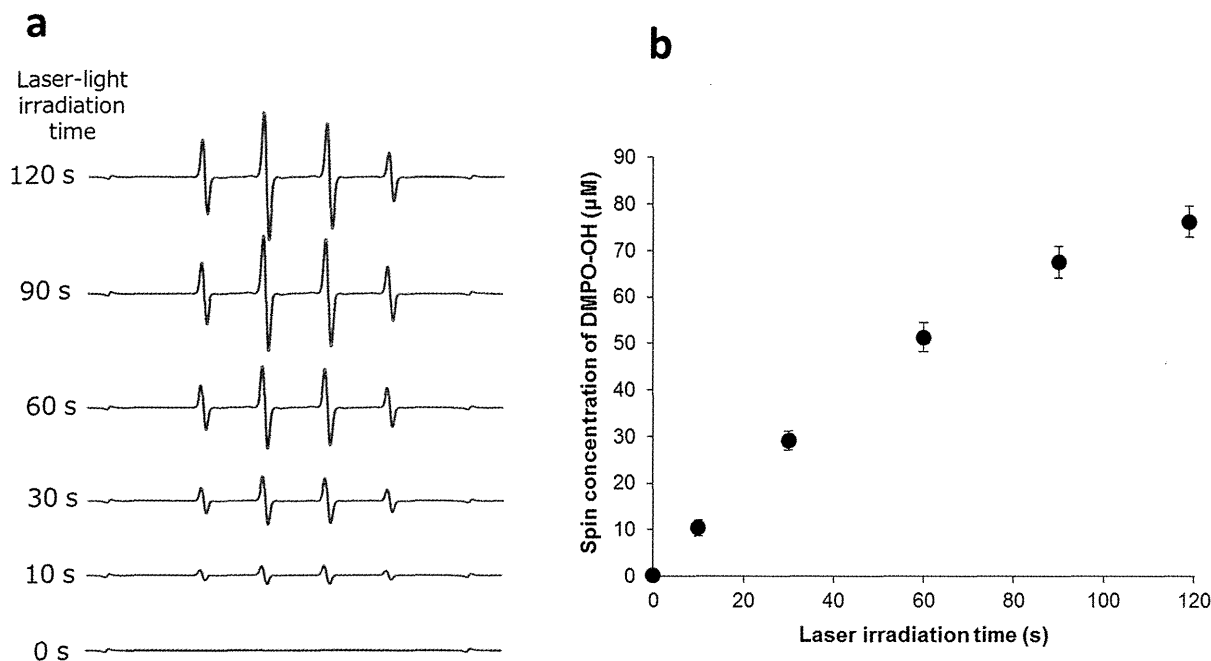 a
Laser-light
irradiation
time
120 s
90 s
60 s
30 s
10 s
0 s
b
Spin concentration of DMPO-OH (μM)
90
80
70
60
50
40
30
20
10
0
0 20 40 60 80 100 120
Laser irradiation time (s)